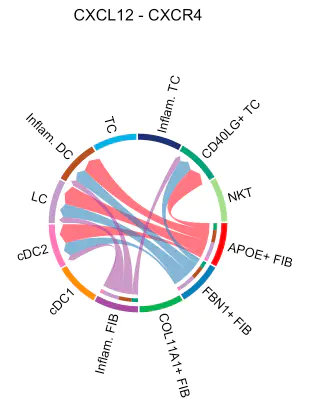 CXCL12 - CXCR4
Inflam. TC
CD40LG+ TC
NKT
APOE+ FIB
FBN1+ FIB
COL11A1+ FIB
Inflam. FIB
cDC1
cDC2
LC
Inflam. DC
TC